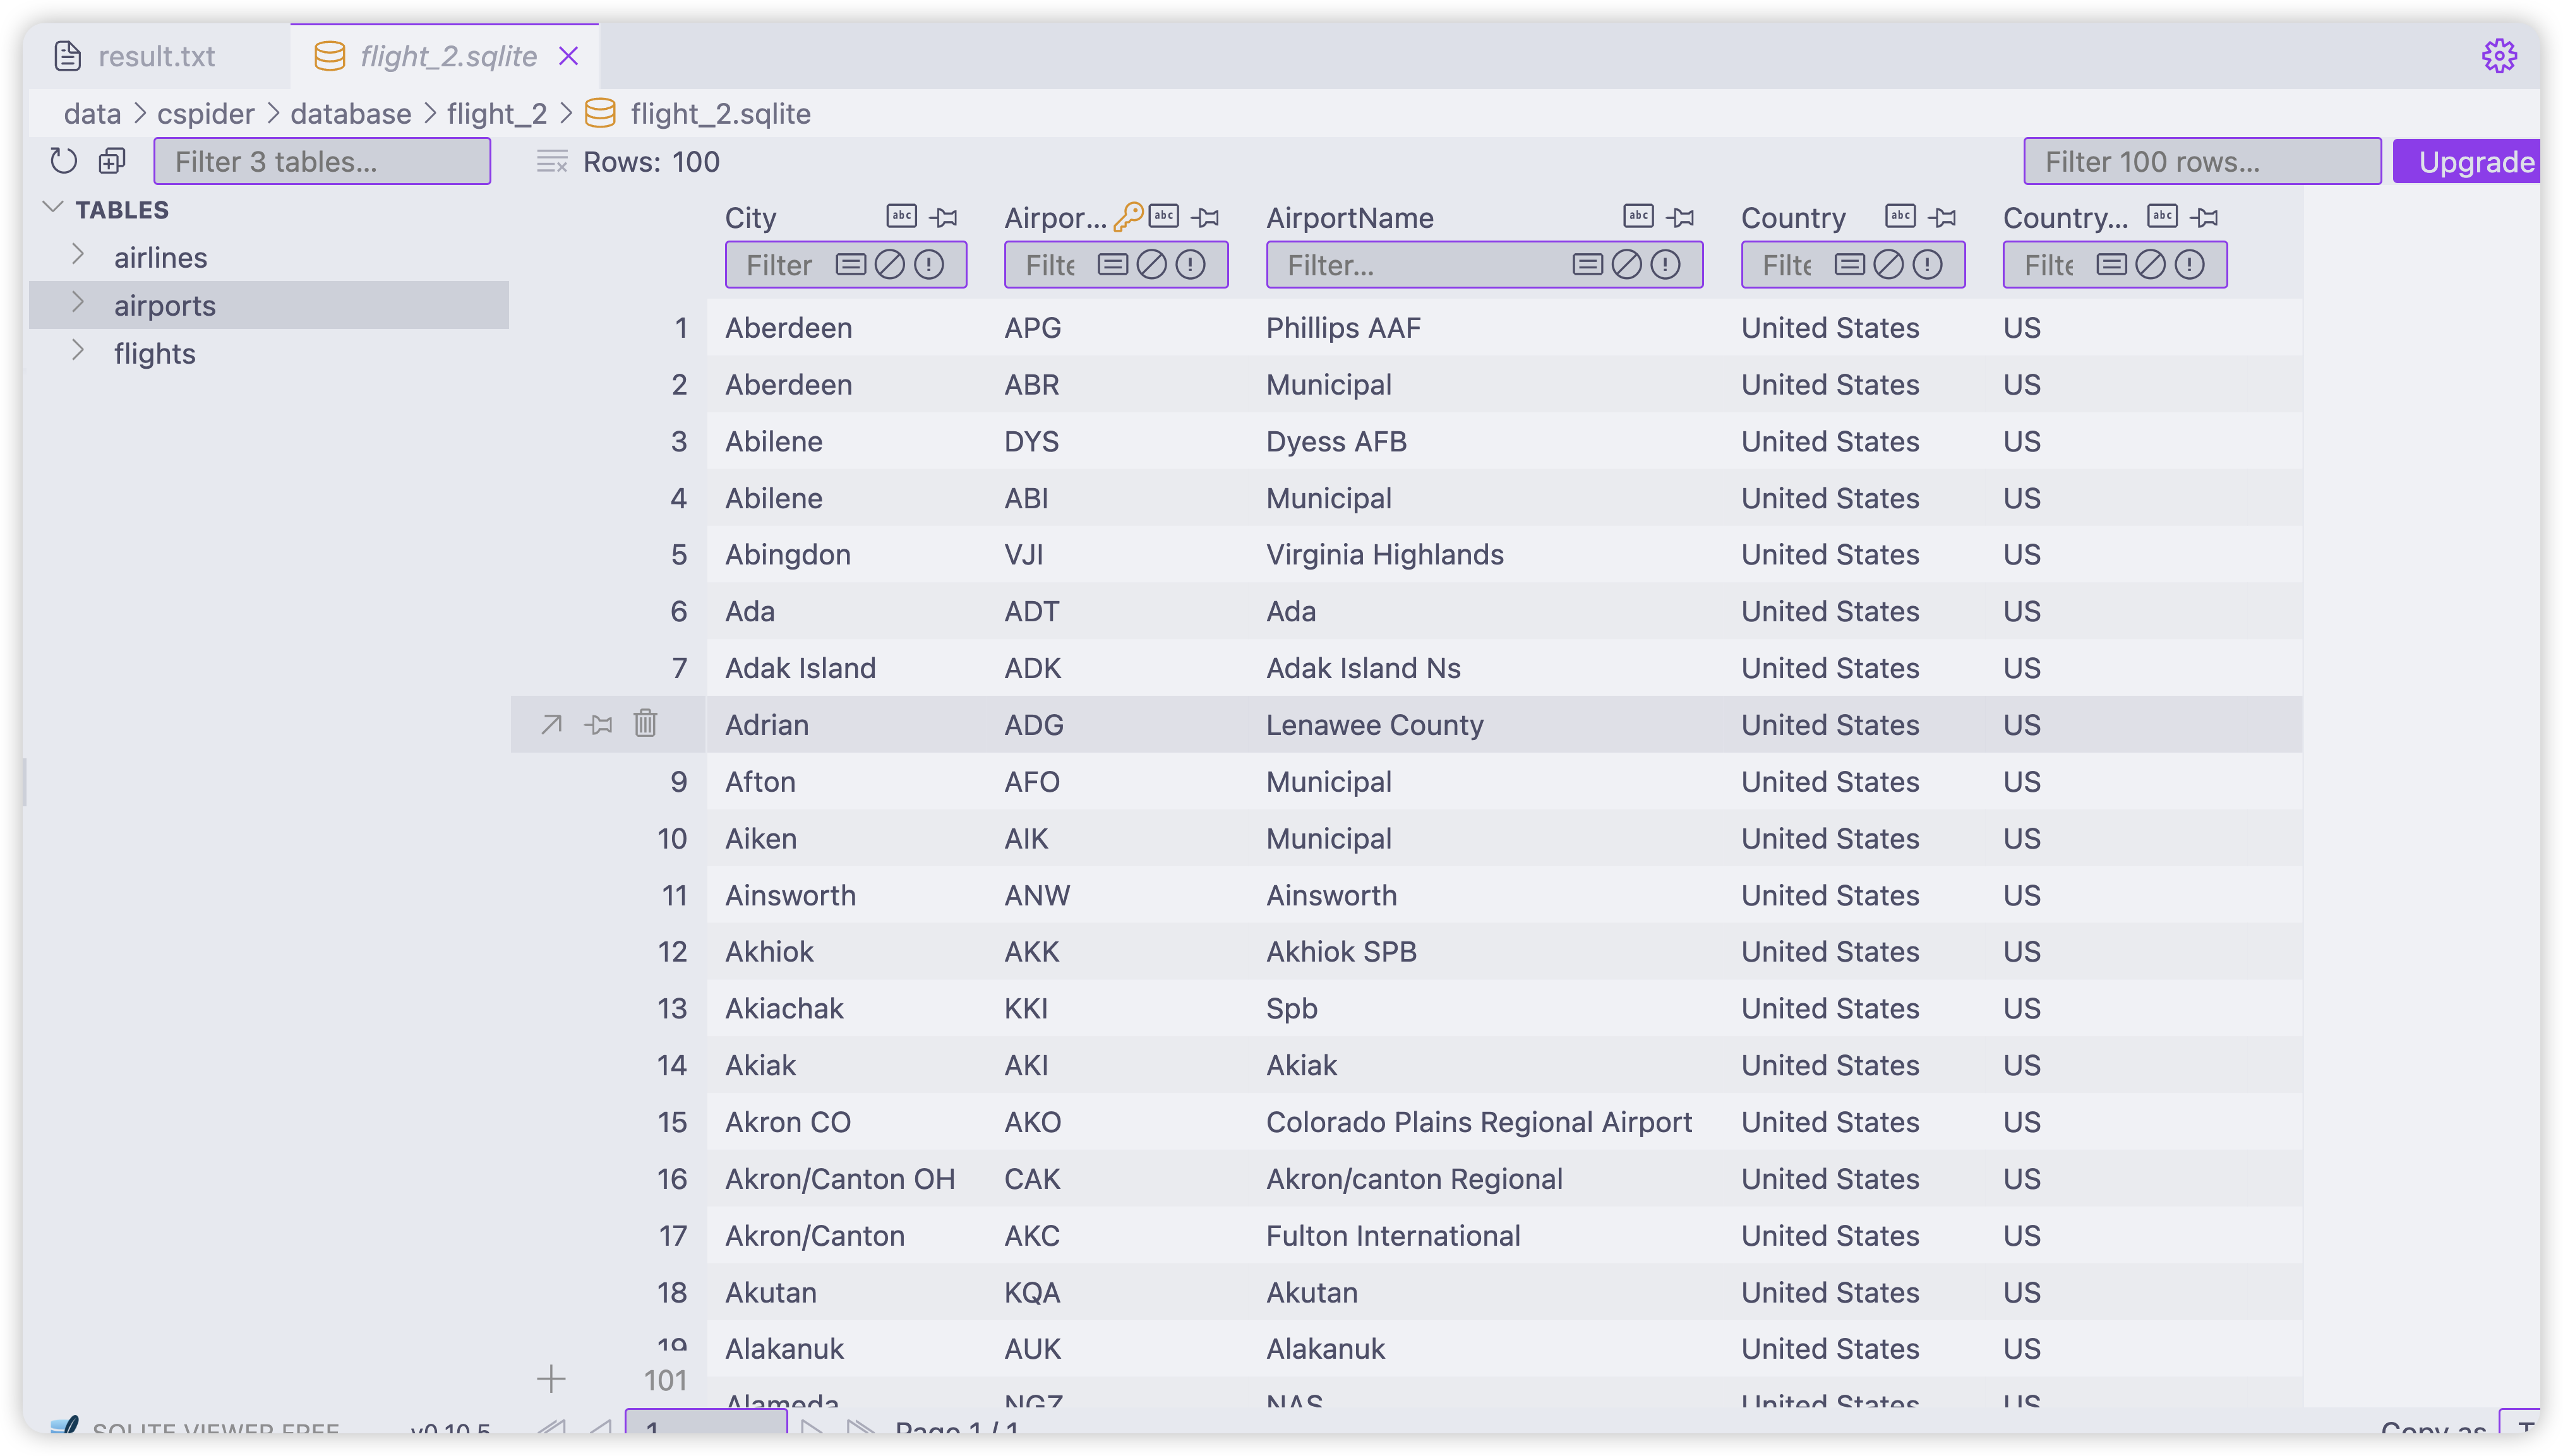 result.txt flight_2.sqlite
data > cspider > database > flight_2 > flight_2.sqlite
Filter 3 tables... Rows: 100 Filter 100 rows... Upgrade
TABLES
airlines
airports
flights
City abc Airpor... abc AirportName abc Country abc Country... abc
Filter Filte Filter... Filte Filte
1 Aberdeen APG Phillips AAF United States US
2 Aberdeen ABR Municipal United States US
3 Abilene DYS Dyess AFB United States US
4 Abilene ABI Municipal United States US
5 Abingdon VJI Virginia Highlands United States US
6 Ada ADT Ada United States US
7 Adak Island ADK Adak Island Ns United States US
Adrian ADG Lenawee County United States US
9 Afton AFO Municipal United States US
10 Aiken AIK Municipal United States US
11 Ainsworth ANW Ainsworth United States US
12 Akhiok AKK Akhiok SPB United States US
13 Akiachak KKI Spb United States US
14 Akiak AKI Akiak United States US
15 Akron CO AKO Colorado Plains Regional Airport United States US
16 Akron/Canton OH CAK Akron/canton Regional United States US
17 Akron/Canton AKC Fulton International United States US
18 Akutan KQA Akutan United States US
19 Alakanuk AUK Alakanuk United States US
101
Alameda NGZ NAS United States US
SQLITE VIEWER FREE v0.10.5 1 Page 1 / 1 Copy as